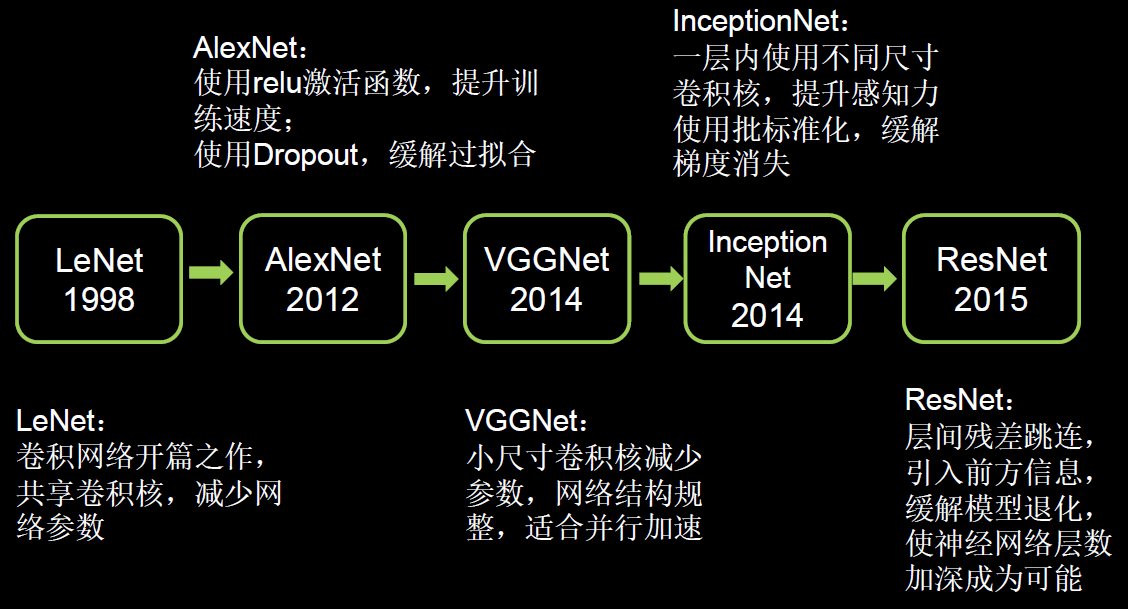 AlexNet：
使用relu激活函数，提升训
练速度；
使用Dropout，缓解过拟合
InceptionNet：
一层内使用不同尺寸
卷积核，提升感知力
使用批标准化，缓解
梯度消失
LeNet
1998
AlexNet
2012
VGGNet
2014
Inception
Net
2014
ResNet
2015
LeNet：
卷积网络开篇之作，
共享卷积核，减少网
络参数
VGGNet：
小尺寸卷积核减少
参数，网络结构规
整，适合并行加速
ResNet：
层间残差跳连，
引入前方信息，
缓解模型退化，
使神经网络层数
加深成为可能